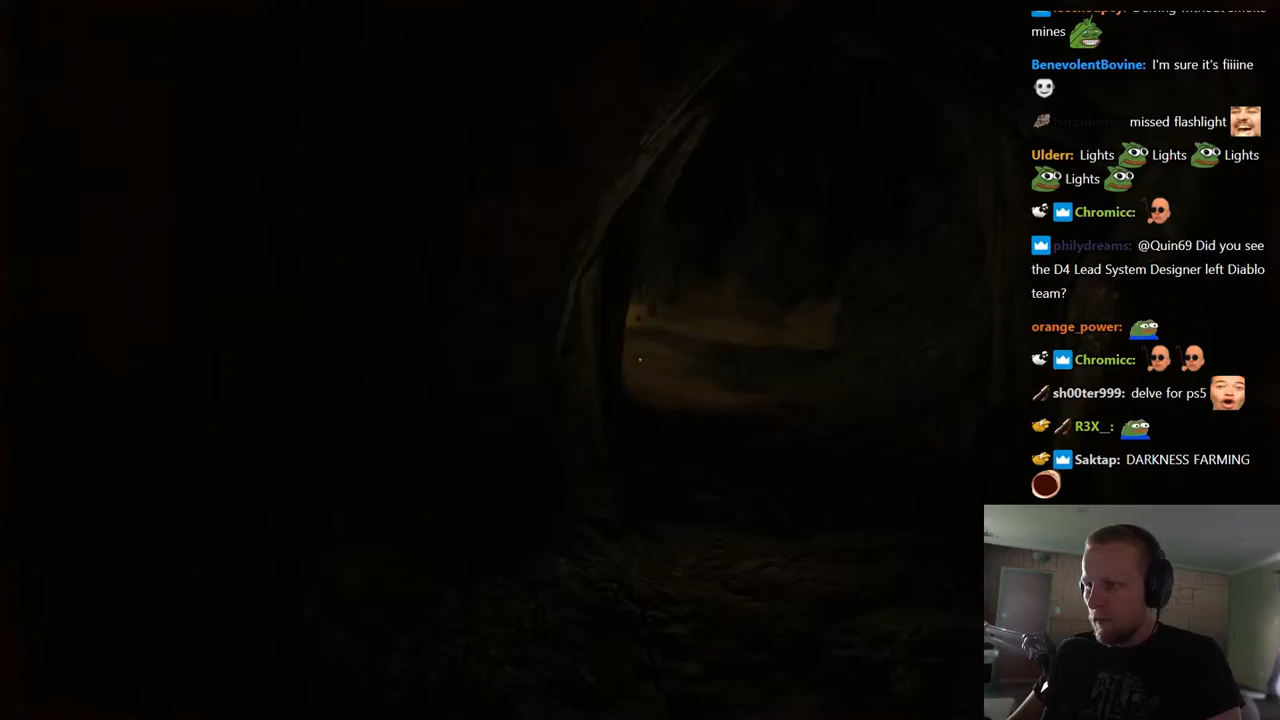 mines
BenevolentBovine: I'm sure it's fiiiine
missed flashlight
Ulderr: Lights Lights Lights
Lights
Chromicc:
philydreams: @Quin69 Did you see
the D4 Lead System Designer left Diablo
team?
orange_power:
Chromicc:
sh00ter999: delve for ps5
R3X__:
Saktap: DARKNESS FARMING